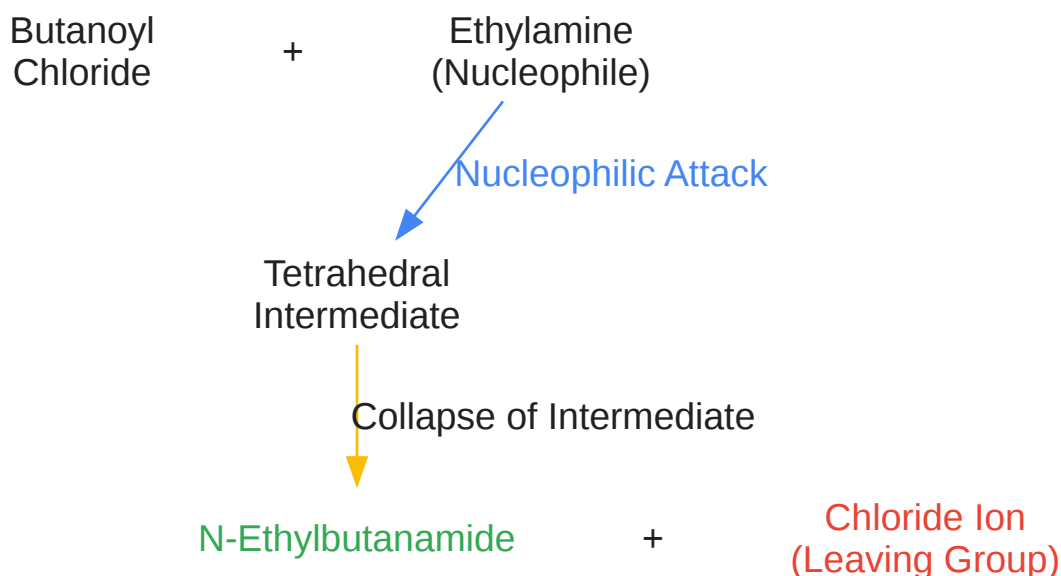 Butanoyl
Chloride
+
Ethylamine
(Nucleophile)
Nucleophilic Attack
Tetrahedral
Intermediate
Collapse of Intermediate
N-Ethylbutanamide
+
Chloride Ion
(Leaving Group)